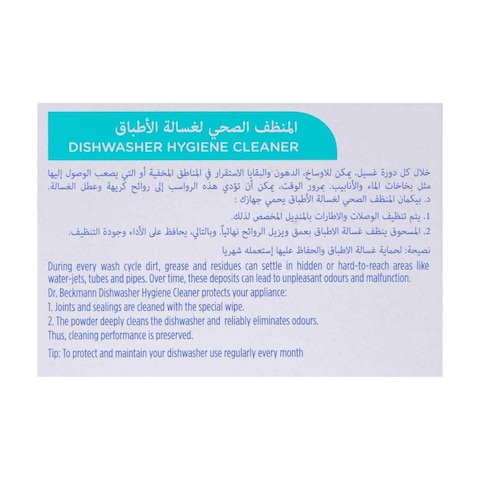 المنظف الصحي لغسالة الأطباق
DISHWASHER HYGIENE CLEANER
خلال كل دورة غسيل، يمكن للاوساخ، الدهون والبقايا الاستقرار في المناطق المخفية أو التي يصعب الوصول إليها
مثل بخاخات الماء والأنابيب. بمرور الوقت، يمكن أن تؤدي هذه الرواسب إلى روائح كريهة وعطل الغسالة.
د. بيكمان المنظف الصحي لغسالة الأطباق يحمي جهازك:
1. يتم تنظيف الوصلات والاطارات بالمنديل المخصص لذلك.
2. المسحوق ينظف غسالة الاطباق بعمق ويزيل الروائح نهائياً. وبالتالي، يحافظ على الأداء وجودة التنظيف.
نصيحة: لحماية غسالة الاطباق والحفاظ عليها إستعمله شهريا
During every wash cycle dirt, grease and residues can settle in hidden or hard-to-reach areas like
water-jets, tubes and pipes. Over time, these deposits can lead to unpleasant odours and malfunction.
Dr. Beckmann Dishwasher Hygiene Cleaner protects your appliance:
1. Joints and sealings are cleaned with the special wipe.
2. The powder deeply cleans the dishwasher and reliably eliminates odours.
Thus, cleaning performance is preserved.
Tip: To protect and maintain your dishwasher use regularly every month